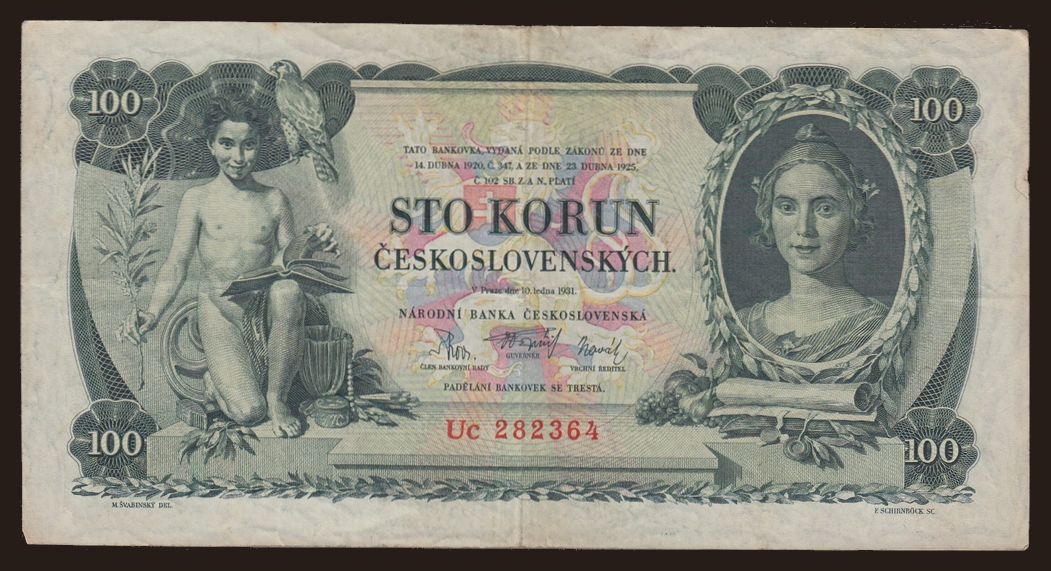 100
100
TATO BANKOVKA, VYDANÁ PODLE ZÁKONŮ ZE DNE
14. DUBNA 1920, Č. 347, A ZE DNE 23. DUBNA 1925,
Č. 102 SB. Z. A N., PLATÍ
STO KORUN
ČESKOSLOVENSKÝCH.
V Praze dne 10. ledna 1931.
NÁRODNÍ BANKA ČESKOSLOVENSKÁ
Novák
ČLEN BANKOVNÍ RADY
GUVERNÉR
VRCHNÍ ŘEDITEL
PADĚLÁNÍ BANKOVEK SE TRESTÁ.
Uc 282364
100
100
M. ŠVABINSKÝ DEL.
F. SCHIRNBÖCK SC.